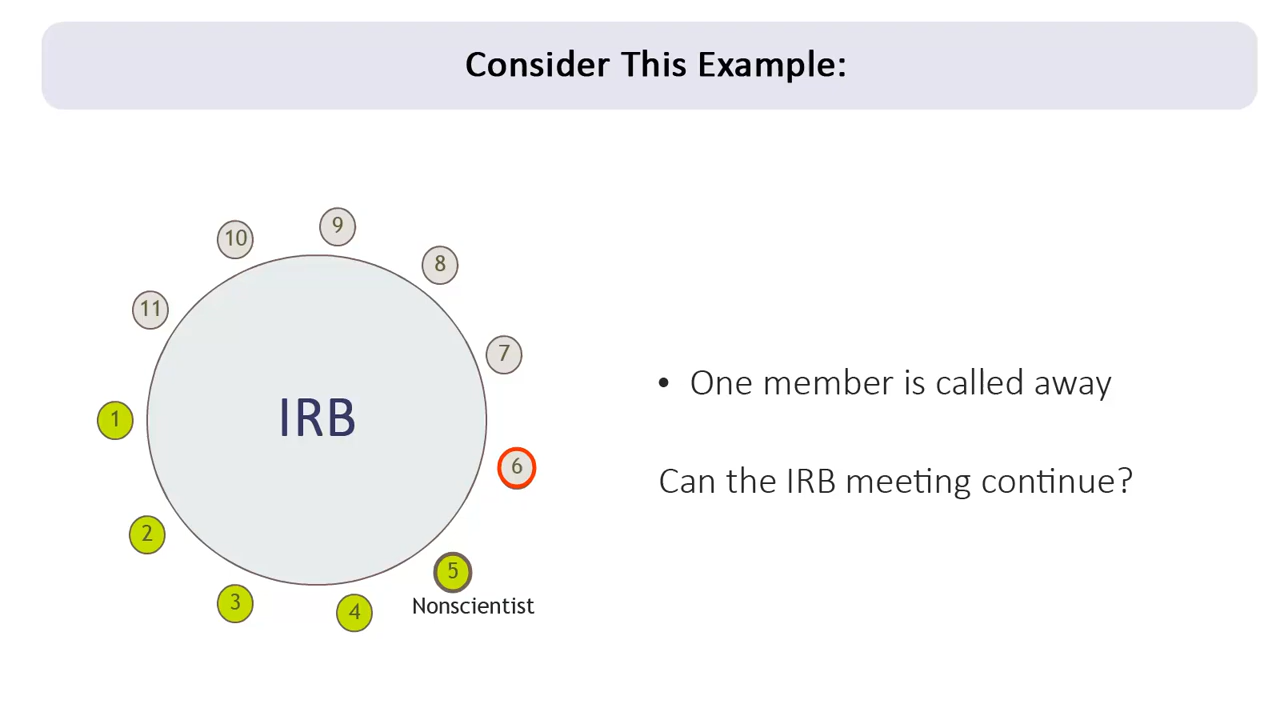 Consider This Example:
9
10
8
11
7
IRB
1
6
2
5
3
4
Nonscientist
• One member is called away
Can the IRB meeting continue?